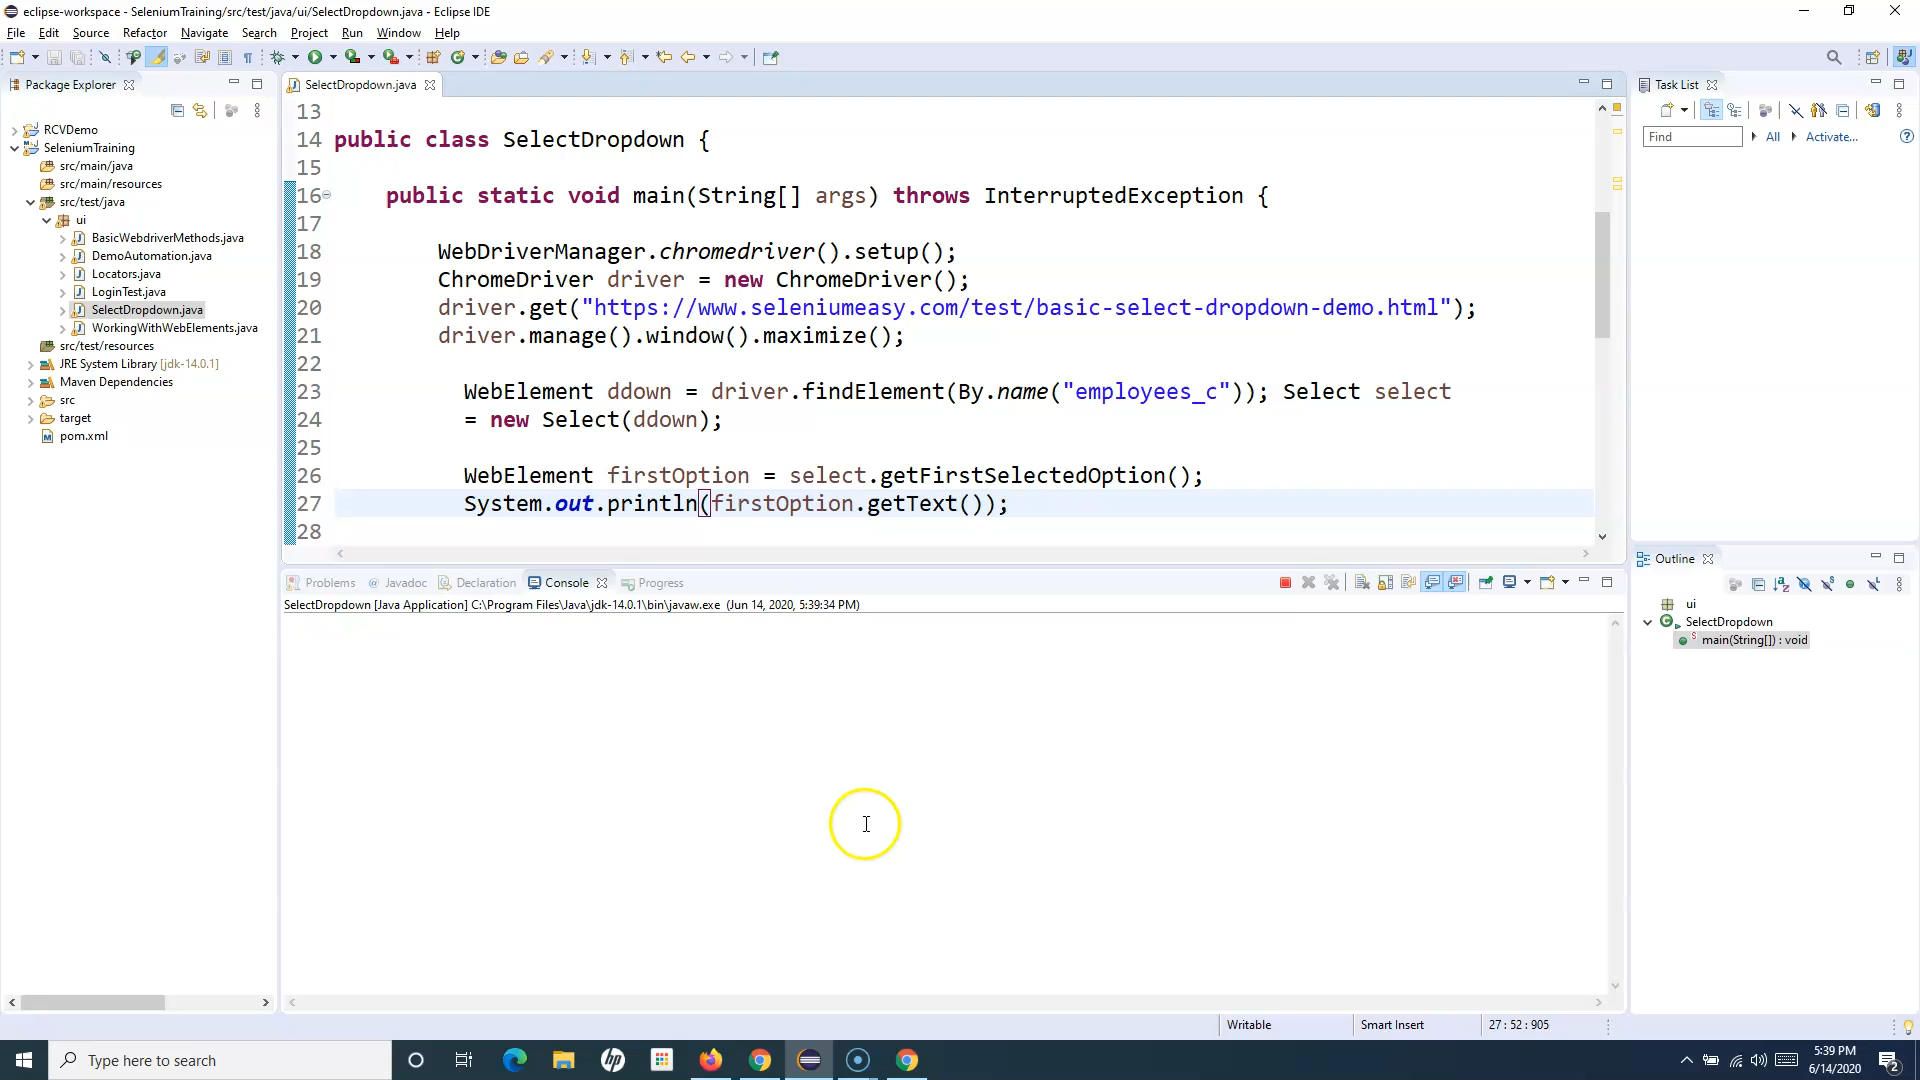 eclipse-workspace - SeleniumTraining/src/test/java/ui/SelectDropdown.java - Eclipse IDE
File Edit Source Refactor Navigate Search Project Run Window Help
Package Explorer
RCVDemo
SeleniumTraining
src/main/java
src/main/resources
src/test/java
ui
BasicWebdriverMethods.java
DemoAutomation.java
Locators.java
LoginTest.java
SelectDropdown.java
WorkingWithWebElements.java
src/test/resources
JRE System Library [jdk-14.0.1]
Maven Dependencies
src
target
pom.xml
SelectDropdown.java
13
14 public class SelectDropdown {
15
16 public static void main(String[] args) throws InterruptedException {
17
18 WebDriverManager.chromedriver().setup();
19 ChromeDriver driver = new ChromeDriver();
20 driver.get("https://www.seleniumeasy.com/test/basic-select-dropdown-demo.html");
21 driver.manage().window().maximize();
22
23 WebElement ddown = driver.findElement(By.name("employees_c")); Select select
24 = new Select(ddown);
25
26 WebElement firstOption = select.getFirstSelectedOption();
27 System.out.println(firstOption.getText());
28
Problems @ Javadoc Declaration Console Progress
SelectDropdown [Java Application] C:\Program Files\Java\jdk-14.0.1\bin\javaw.exe (Jun 14, 2020, 5:39:34 PM)
Task List
Find All Activate...
Outline
ui
SelectDropdown
main(String[]) : void
Writable Smart Insert 27 : 52 : 905
Type here to search
hp
5:39 PM
6/14/2020
2